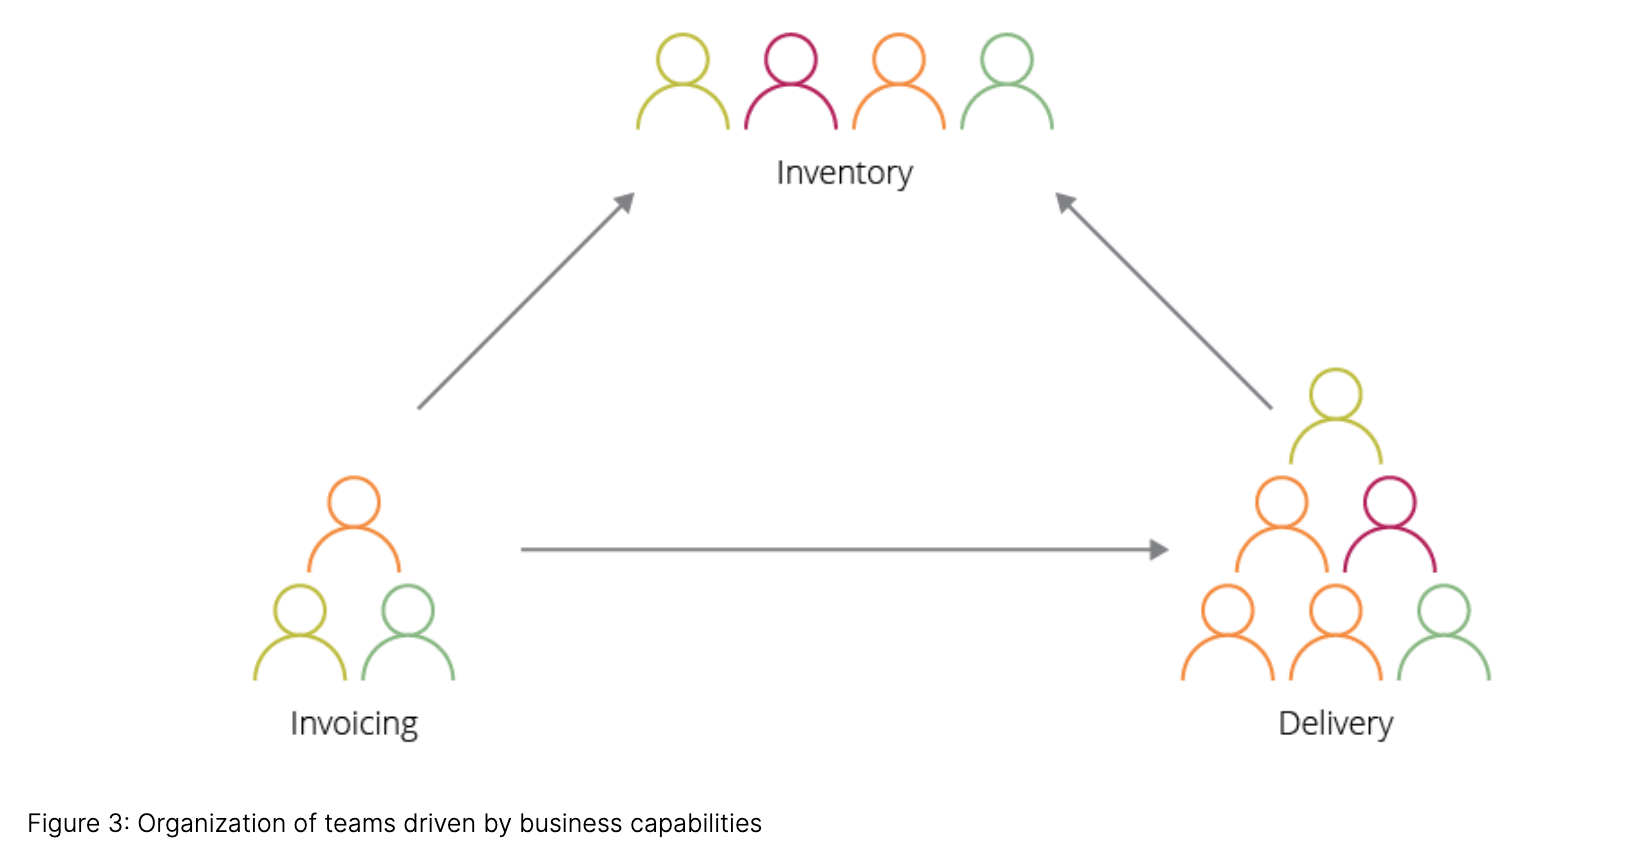 Inventory
Invoicing
Delivery
Figure 3: Organization of teams driven by business capabilities